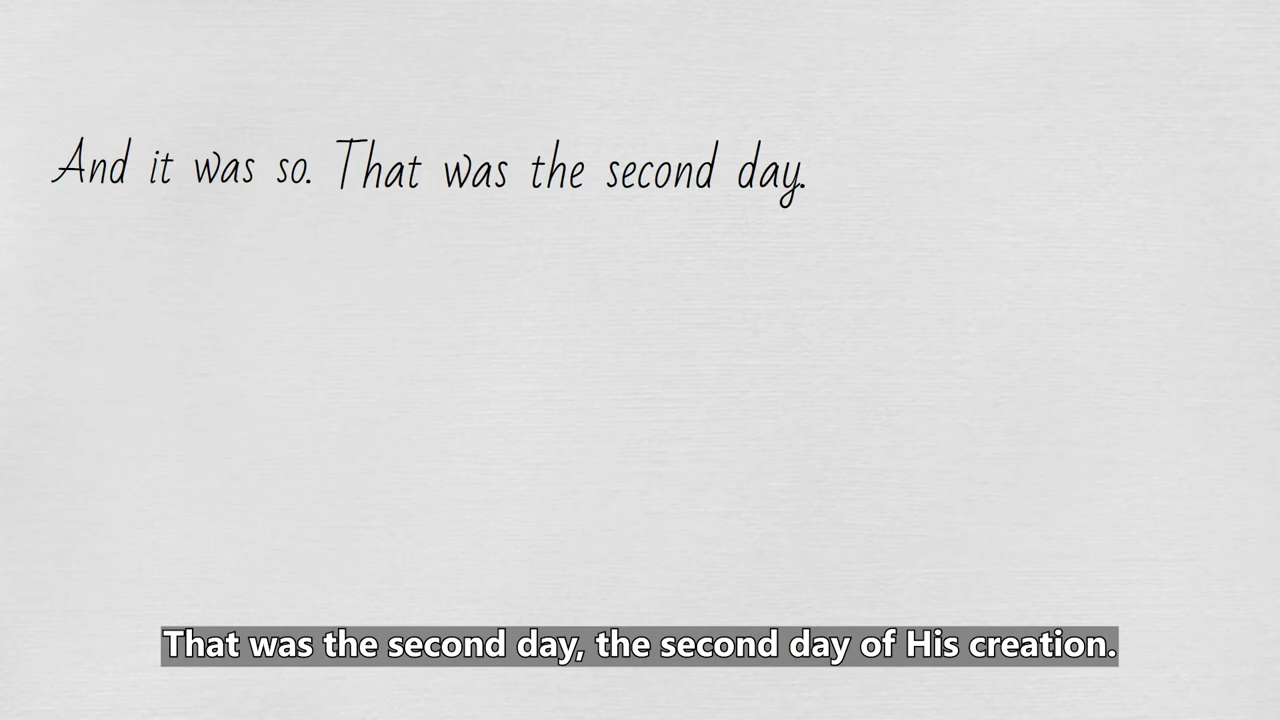 And it was so. That was the second day.
That was the second day, the second day of His creation.